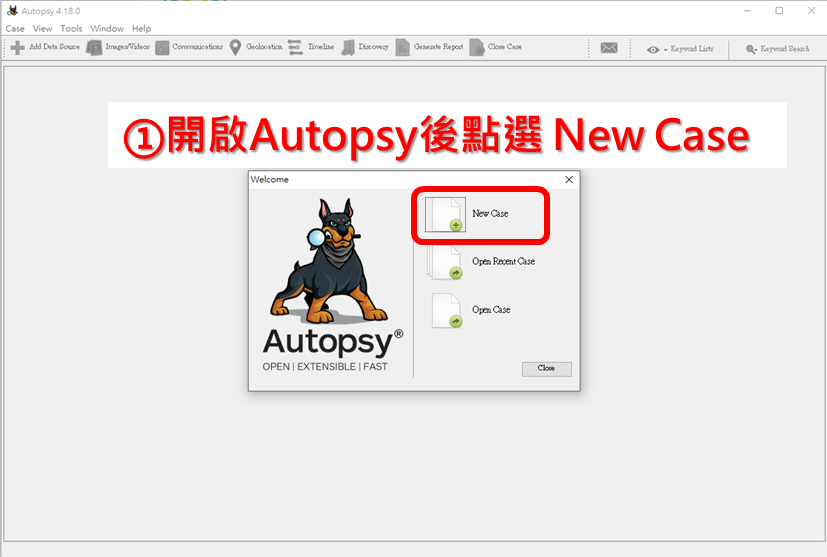 Autopsy 4.18.0
Case View Tools Window Help
Add Data Source Images/Videos Communications Geolocation Timeline Discovery Generate Report Close Case Keyword Lists Keyword Search
①開啟Autopsy後點選 New Case
Welcome
New Case
Open Recent Case
Open Case
Autopsy®
OPEN | EXTENSIBLE | FAST
Close